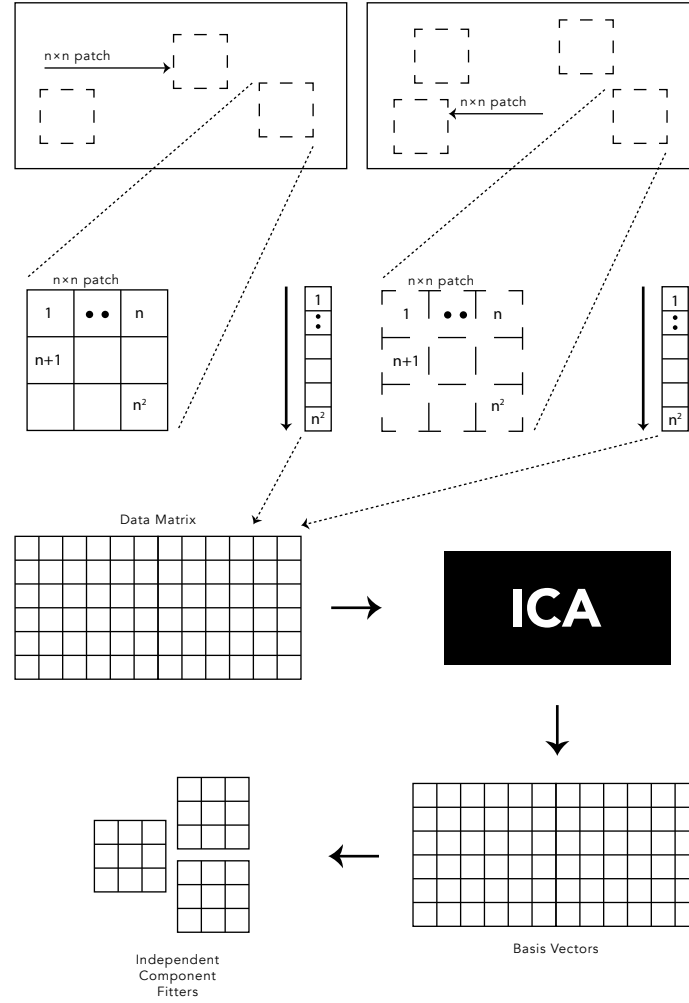 n×n patch
n×n patch
n×n patch
1 •• n
n+1
n²
1
:
n²
n×n patch
1 •• n
n+1
n²
1
:
n²
Data Matrix
ICA
Basis Vectors
Independent
Component
Fitters